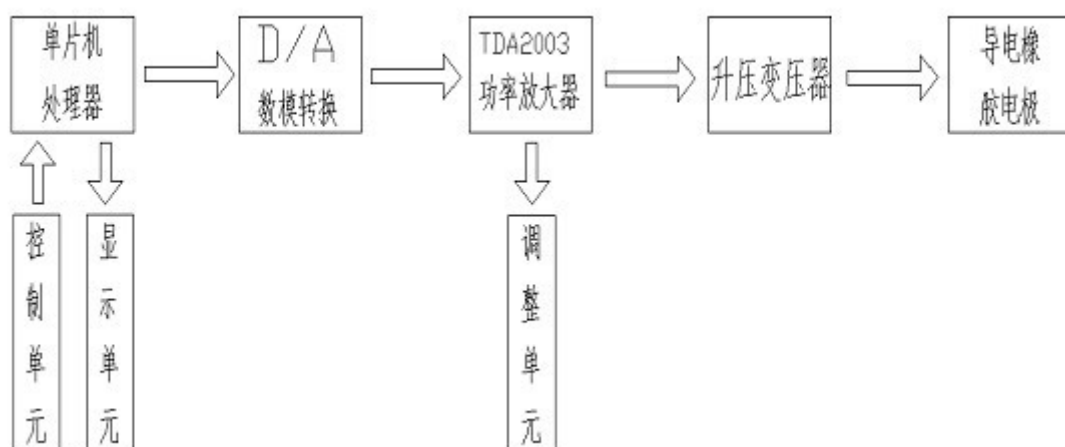 单片机
处理器
D/A
数模转换
TDA2003
功率放大器
升压变压器
导电橡
胶电极
控制单元
显示单元
调整单元